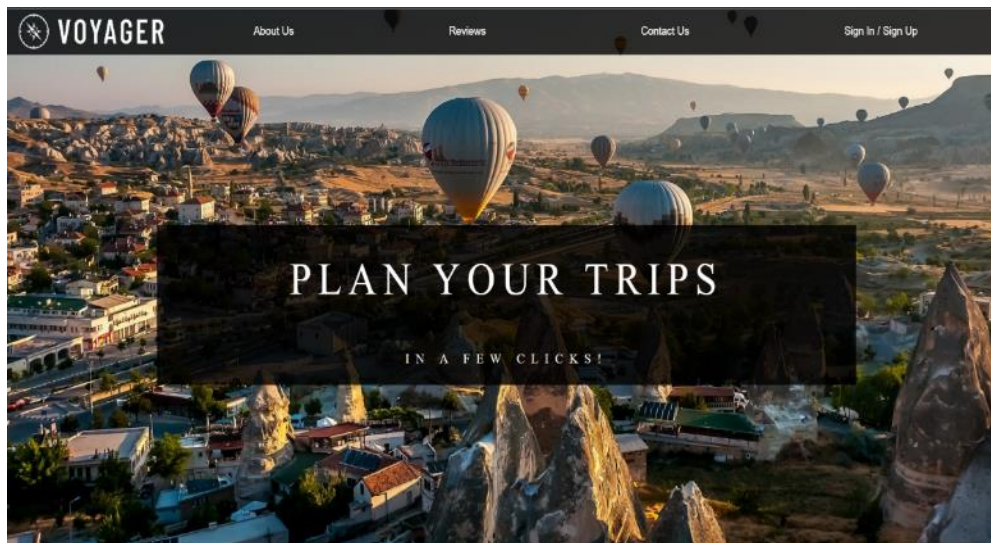 VOYAGER About Us Reviews Contact Us Sign In / Sign Up
PLAN YOUR TRIPS
IN A FEW CLICKS!